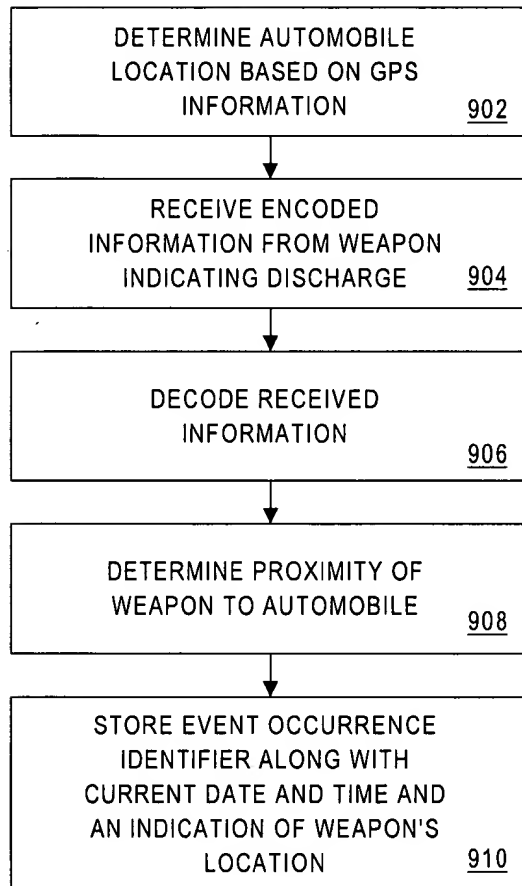 DETERMINE AUTOMOBILE
LOCATION BASED ON GPS
INFORMATION
902
RECEIVE ENCODED
INFORMATION FROM WEAPON
INDICATING DISCHARGE
904
DECODE RECEIVED
INFORMATION
906
DETERMINE PROXIMITY OF
WEAPON TO AUTOMOBILE
908
STORE EVENT OCCURRENCE
IDENTIFIER ALONG WITH
CURRENT DATE AND TIME AND
AN INDICATION OF WEAPON'S
LOCATION
910